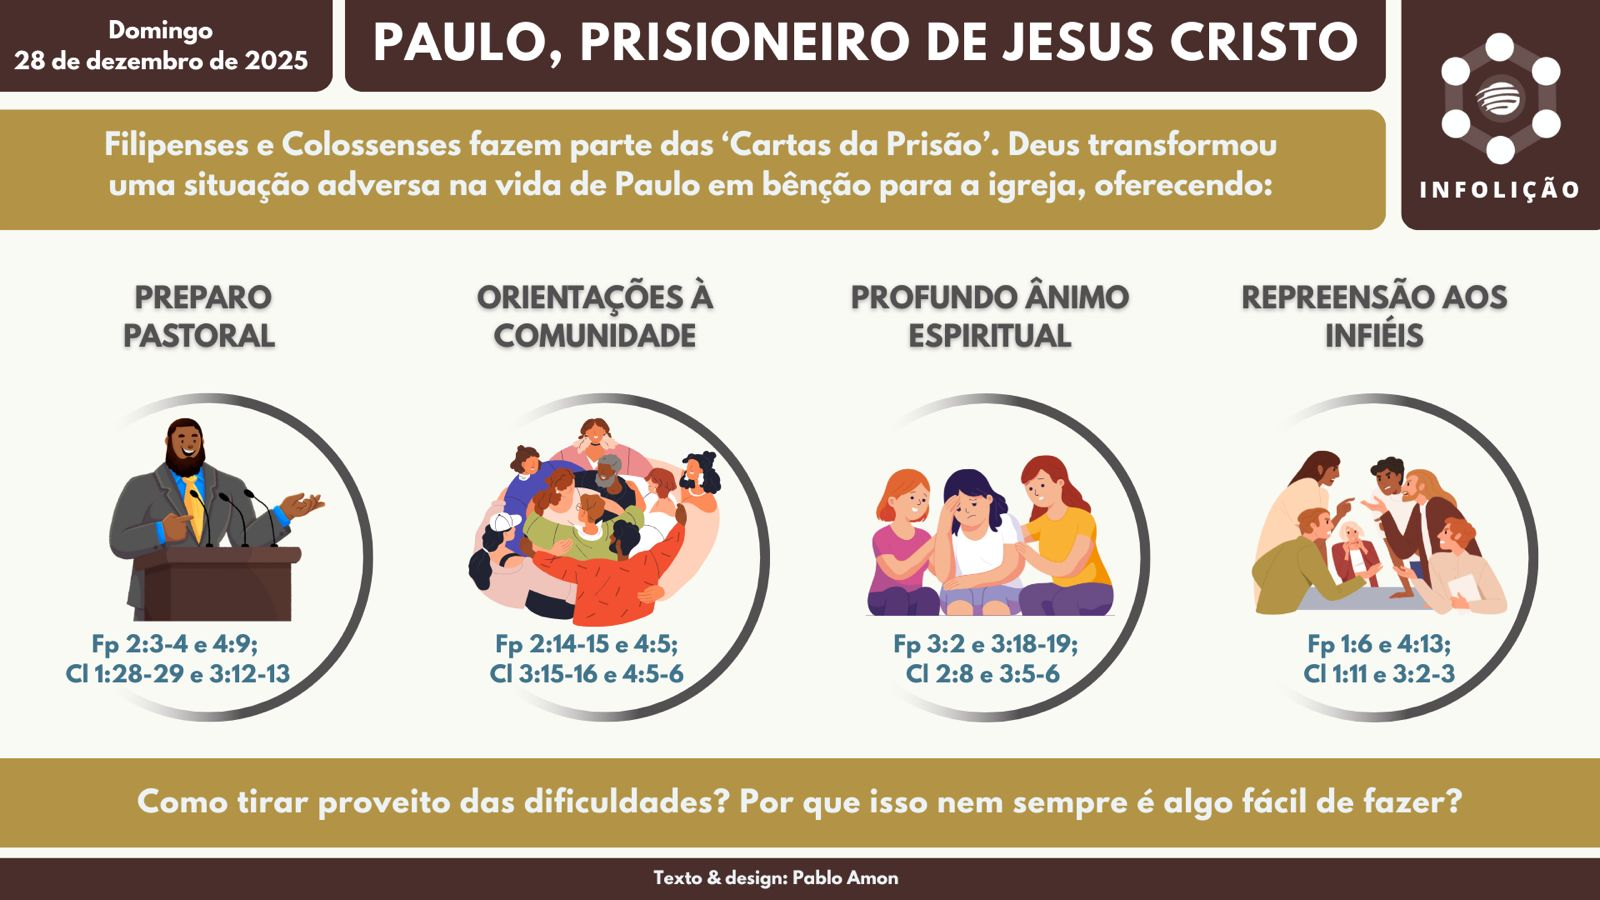 Domingo
28 de dezembro de 2025
PAULO, PRISIONEIRO DE JESUS CRISTO
INFOLIÇÃO
Filipenses e Colossenses fazem parte das ‘Cartas da Prisão’. Deus transformou
uma situação adversa na vida de Paulo em bênção para a igreja, oferecendo:
PREPARO
PASTORAL
Fp 2:3-4 e 4:9;
Cl 1:28-29 e 3:12-13
ORIENTAÇÕES À
COMUNIDADE
Fp 2:14-15 e 4:5;
Cl 3:15-16 e 4:5-6
PROFUNDO ÂNIMO
ESPIRITUAL
Fp 3:2 e 3:18-19;
Cl 2:8 e 3:5-6
REPREENSÃO AOS
INFIÉIS
Fp 1:6 e 4:13;
Cl 1:11 e 3:2-3
Como tirar proveito das dificuldades? Por que isso nem sempre é algo fácil de fazer?
Texto & design: Pablo Amon